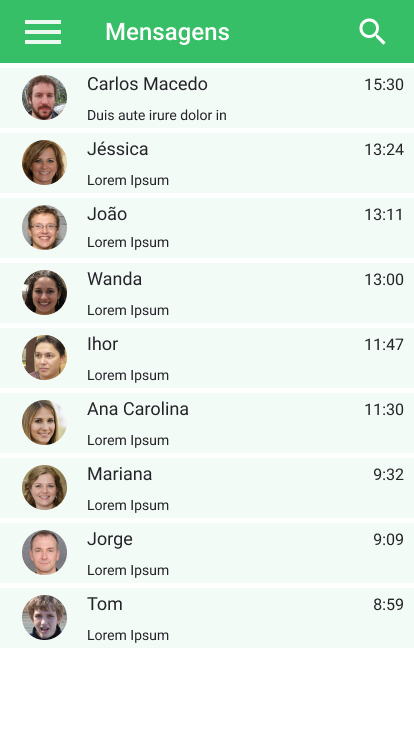 Mensagens
Carlos Macedo 15:30
Duis aute irure dolor in
Jéssica 13:24
Lorem Ipsum
João 13:11
Lorem Ipsum
Wanda 13:00
Lorem Ipsum
Ihor 11:47
Lorem Ipsum
Ana Carolina 11:30
Lorem Ipsum
Mariana 9:32
Lorem Ipsum
Jorge 9:09
Lorem Ipsum
Tom 8:59
Lorem Ipsum